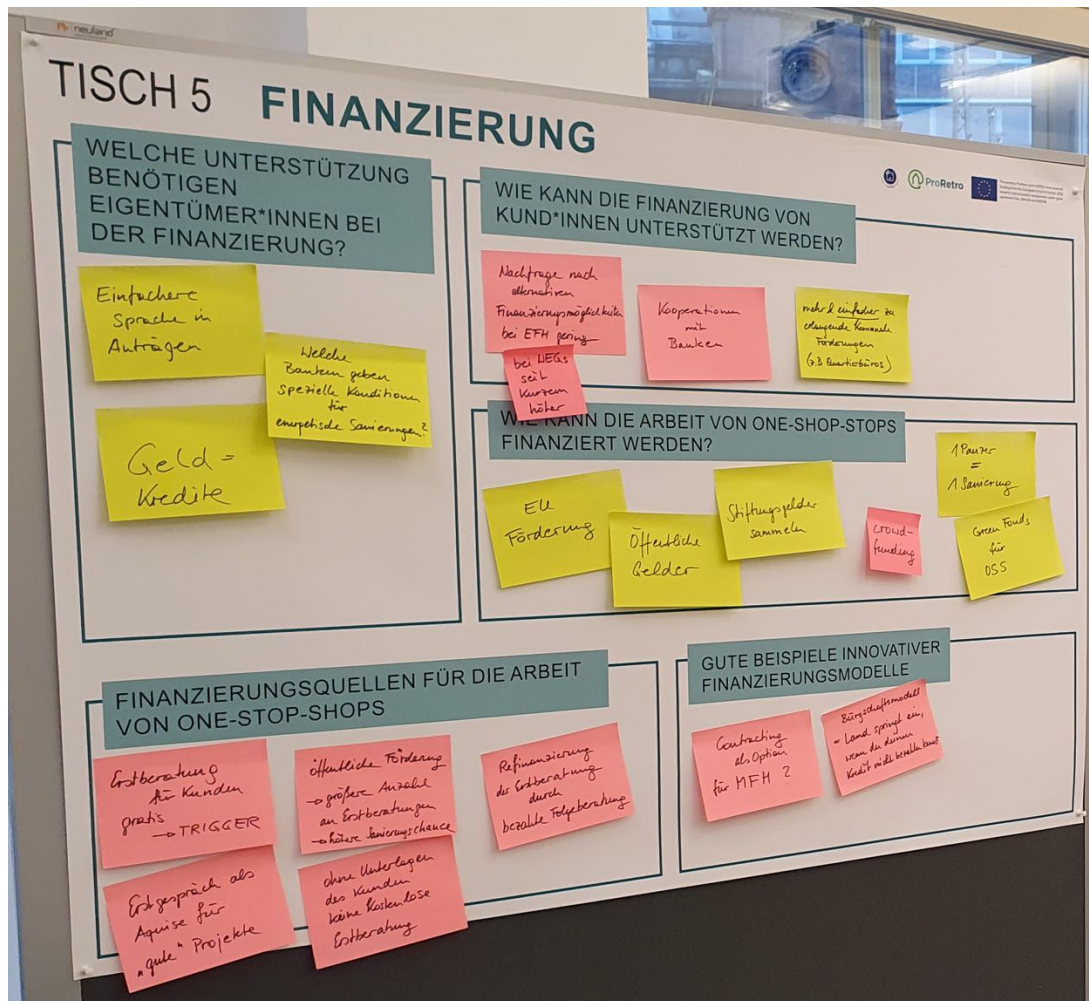 neuland
TISCH 5 FINANZIERUNG
WELCHE UNTERSTÜTZUNG
BENÖTIGEN
EIGENTÜMER*INNEN BEI
DER FINANZIERUNG?
Einfachere
Sprache in
Anträgen
Welche
Banken geben
spezielle Konditionen
für
energetische Sanierungen?
Geld =
Kredite
ProRetro
WIE KANN DIE FINANZIERUNG VON
KUND*INNEN UNTERSTÜTZT WERDEN?
Nachfrage nach
alternativen
Finanzierungsmöglichkeiten
bei EFH gering
bei WEGs
seit
Kurzem
höher
Kooperationen
mit
Banken
mehr & einfacher zu
erlangende Kommunale
Förderungen
(z.B. Quartierbüros)
WIE KANN DIE ARBEIT VON ONE-SHOP-STOPS
FINANZIERT WERDEN?
EU
Förderung
Öffentliche
Gelder
Stiftungsgelder
sammeln
crowd-
funding
1 Panzer
=
1 Sanierung
Green Fonds
für
OSS
FINANZIERUNGSQUELLEN FÜR DIE ARBEIT
VON ONE-STOP-SHOPS
Erstberatung
für Kunden
gratis
→ TRIGGER
öffentliche Förderung
→ größere Anzahl
an Erstberatungen
→ höhere Sanierungschance
Refinanzierung
der Erstberatung
durch
bezahlte Folgeberatung
Erstgespräch als
Aquise für
"gute" Projekte
ohne Unterlagen
des Kunden
keine kostenlose
Erstberatung
GUTE BEISPIELE INNOVATIVER
FINANZIERUNGSMODELLE
Contracting
als Option
für MFH?
Bürgschaftsmodell
= Land springt ein,
wenn du deinen
Kredit nicht bezahlen kannst